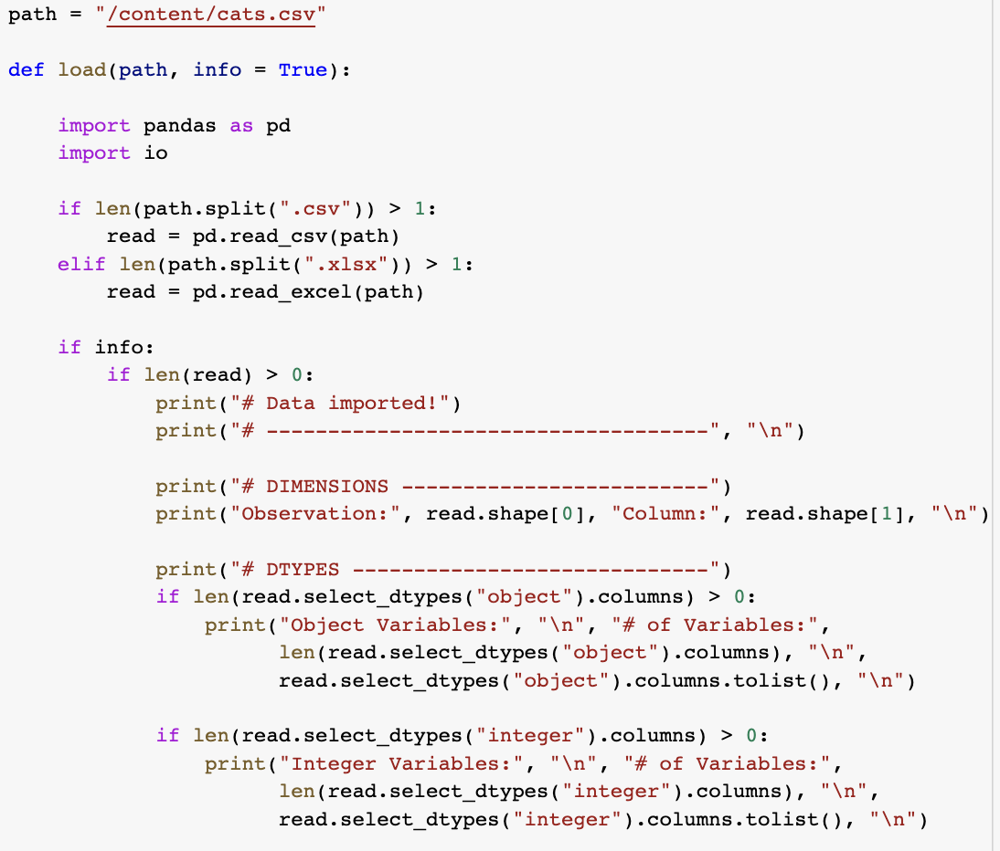 path = "/content/cats.csv"
def load(path, info = True):
    import pandas as pd
    import io
    if len(path.split(".csv")) > 1:
        read = pd.read_csv(path)
    elif len(path.split(".xlsx")) > 1:
        read = pd.read_excel(path)
    if info:
        if len(read) > 0:
            print("# Data imported!")
            print("# ------------------------------------", "\n")
            print("# DIMENSIONS -------------------------")
            print("Observation:", read.shape[0], "Column:", read.shape[1], "\n")
            print("# DTYPES -----------------------------")
            if len(read.select_dtypes("object").columns) > 0:
                print("Object Variables:", "\n", "# of Variables:",
                      len(read.select_dtypes("object").columns), "\n",
                      read.select_dtypes("object").columns.tolist(), "\n")
            if len(read.select_dtypes("integer").columns) > 0:
                print("Integer Variables:", "\n", "# of Variables:",
                      len(read.select_dtypes("integer").columns), "\n",
                      read.select_dtypes("integer").columns.tolist(), "\n")